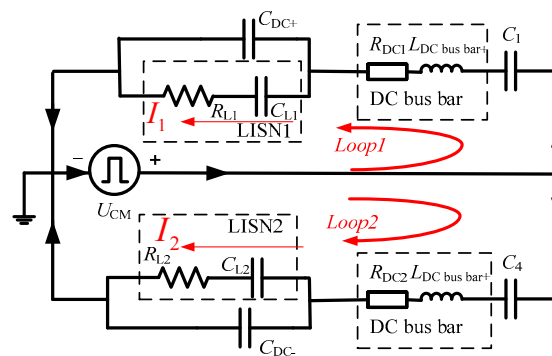 C_DC+
R_DC1 L_DC bus bar+
C_1
DC bus bar
R_L1
C_L1
I_1
LISN1
Loop1
− +
U_CM
Loop2
I_2
LISN2
R_L2
C_L2
R_DC2 L_DC bus bar+
C_4
DC bus bar
C_DC-